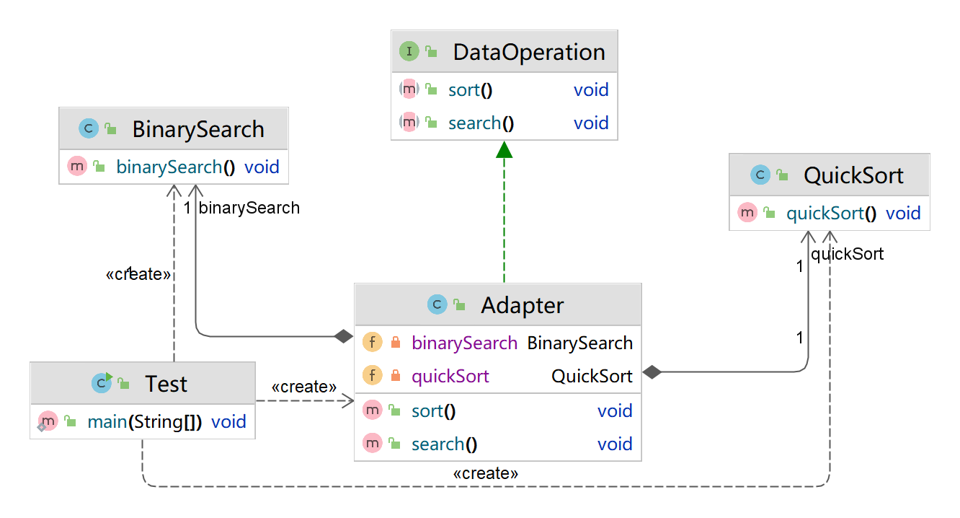 I DataOperation
m sort() void
m search() void
C BinarySearch
m binarySearch() void
C QuickSort
m quickSort() void
1 binarySearch
quickSort
1
«create»
1
1
C Adapter
f binarySearch BinarySearch
f quickSort QuickSort
m sort() void
m search() void
C Test
m main(String[]) void
«create»
«create»